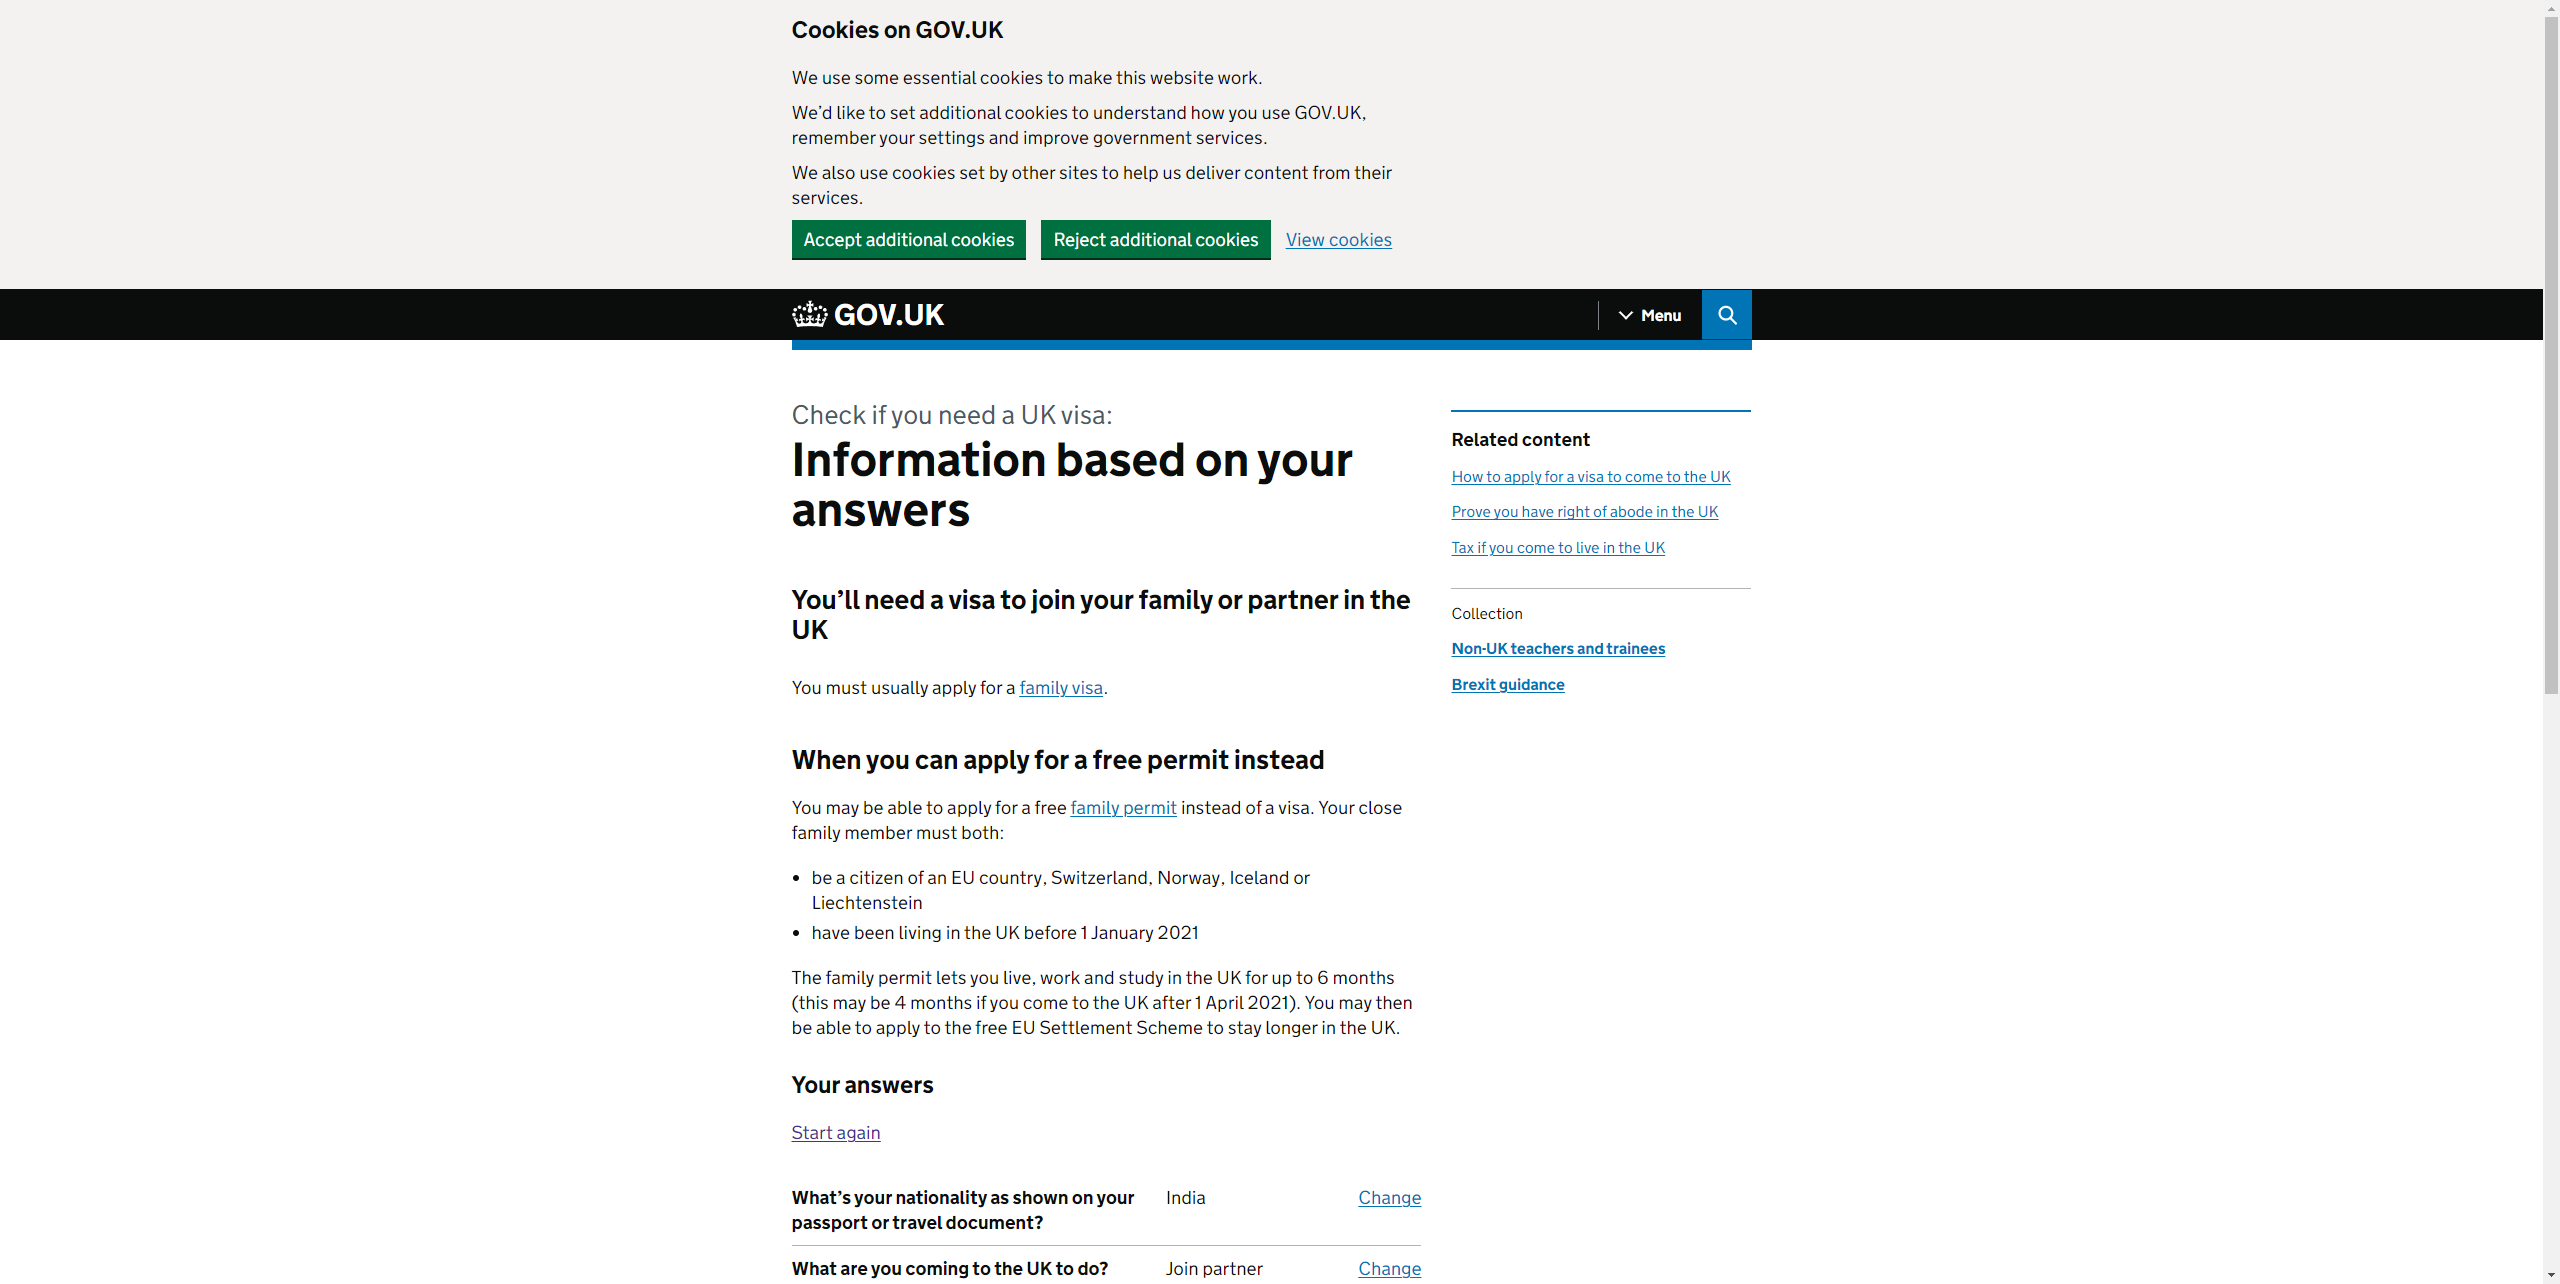 Cookies on GOV.UK
We use some essential cookies to make this website work.
We’d like to set additional cookies to understand how you use GOV.UK,
remember your settings and improve government services.
We also use cookies set by other sites to help us deliver content from their
services.
Accept additional cookies
Reject additional cookies
View cookies
GOV.UK
Menu
Check if you need a UK visa:
Information based on your
answers
You’ll need a visa to join your family or partner in the
UK
You must usually apply for a family visa.
When you can apply for a free permit instead
You may be able to apply for a free family permit instead of a visa. Your close
family member must both:
• be a citizen of an EU country, Switzerland, Norway, Iceland or
Liechtenstein
• have been living in the UK before 1 January 2021
The family permit lets you live, work and study in the UK for up to 6 months
(this may be 4 months if you come to the UK after 1 April 2021). You may then
be able to apply to the free EU Settlement Scheme to stay longer in the UK.
Your answers
Start again
What’s your nationality as shown on your
passport or travel document?
India
Change
What are you coming to the UK to do?
Join partner
Change
Related content
How to apply for a visa to come to the UK
Prove you have right of abode in the UK
Tax if you come to live in the UK
Collection
Non-UK teachers and trainees
Brexit guidance